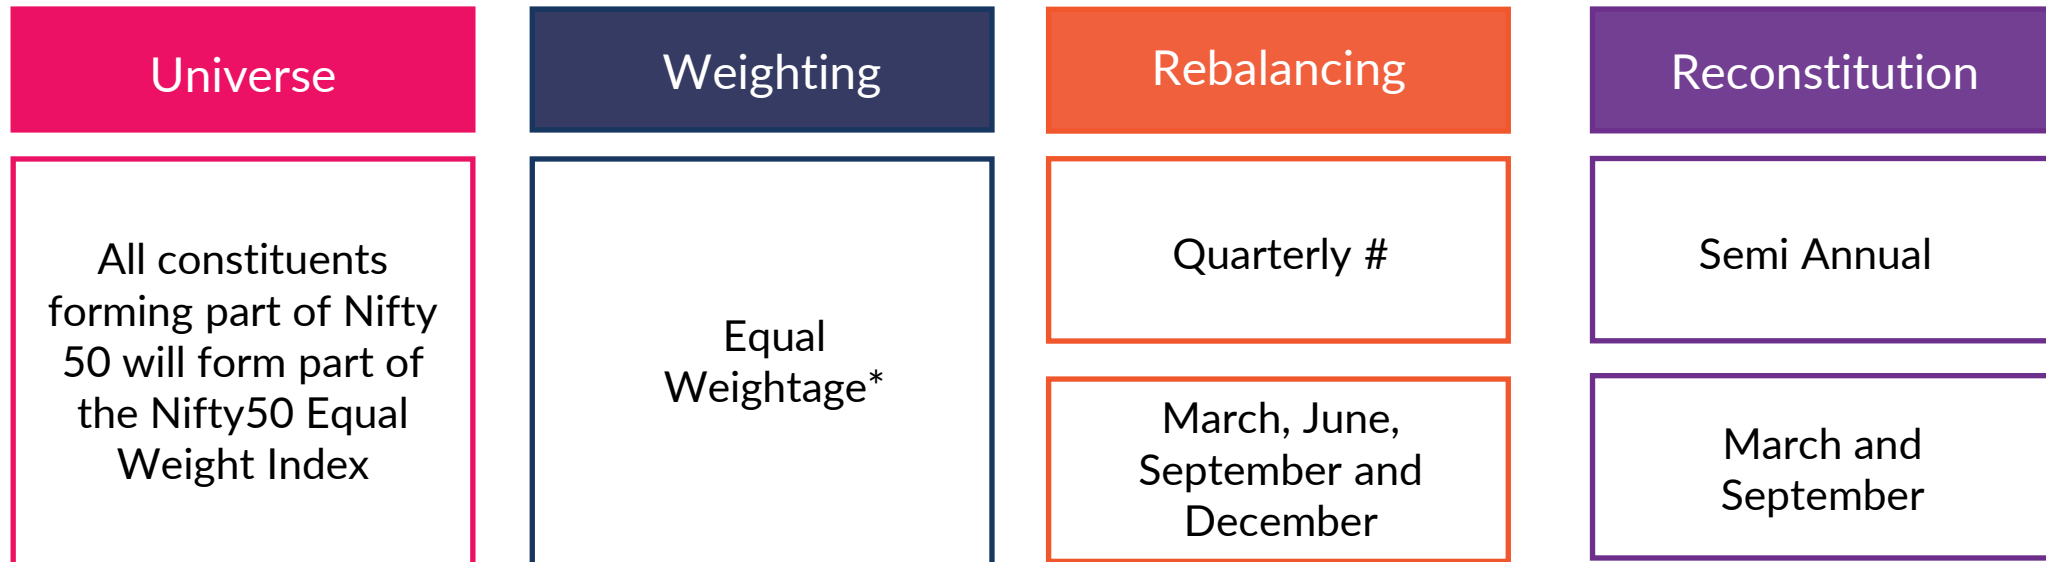 Universe
All constituents
forming part of Nifty
50 will form part of
the Nifty50 Equal
Weight Index
Weighting
Equal
Weightage*
Rebalancing
Quarterly #
March, June,
September and
December
Reconstitution
Semi Annual
March and
September